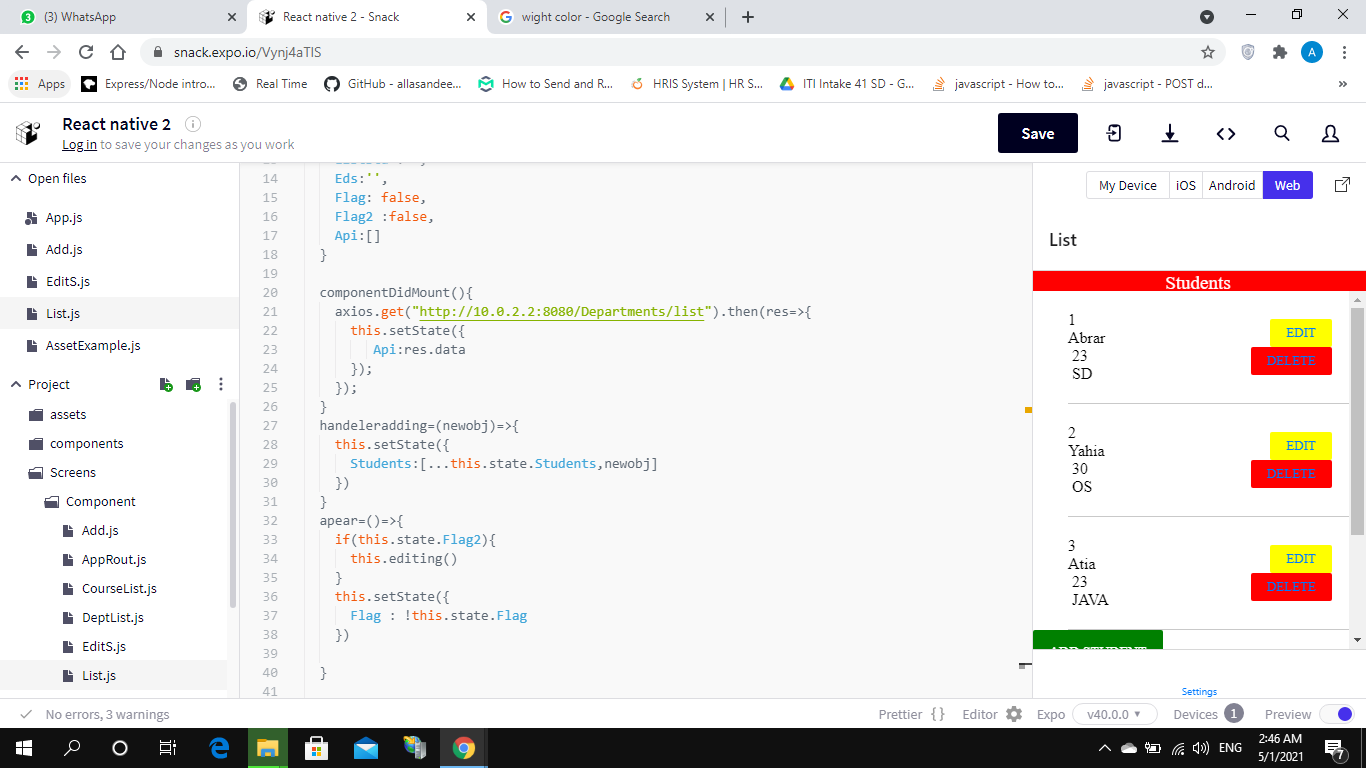 3
(3) WhatsApp
React native 2 - Snack
wight color - Google Search
snack.expo.io/Vynj4aTIS
A
Apps
Express/Node intro...
Real Time
GitHub - allasandee...
How to Send and R...
HRIS System | HR S...
ITI Intake 41 SD - G...
javascript - How to...
javascript - POST d...
»
React native 2
Log in to save your changes as you work
Save
Open files
App.js
Add.js
EditS.js
List.js
AssetExample.js
Project
assets
components
Screens
Component
Add.js
AppRout.js
CourseList.js
DeptList.js
EditS.js
List.js
14 Eds:'',
15 Flag: false,
16 Flag2 :false,
17 Api:[]
18 }
19
20 componentDidMount(){
21 axios.get("http://10.0.2.2:8080/Departments/list").then(res=>{
22 this.setState({
23 Api:res.data
24 });
25 });
26 }
27 handeleradding=(newobj)=>{
28 this.setState({
29 Students:[...this.state.Students,newobj]
30 })
31 }
32 apear=()=>{
33 if(this.state.Flag2){
34 this.editing()
35 }
36 this.setState({
37 Flag : !this.state.Flag
38 })
39
40 }
41
My Device
iOS
Android
Web
List
Students
1
Abrar
23
SD
EDIT
DELETE
2
Yahia
30
OS
EDIT
DELETE
3
Atia
23
JAVA
EDIT
DELETE
ADD STUDENT
Settings
No errors, 3 warnings
Prettier { }
Editor
Expo
v40.0.0
Devices 1
Preview
ENG
2:46 AM
5/1/2021
7